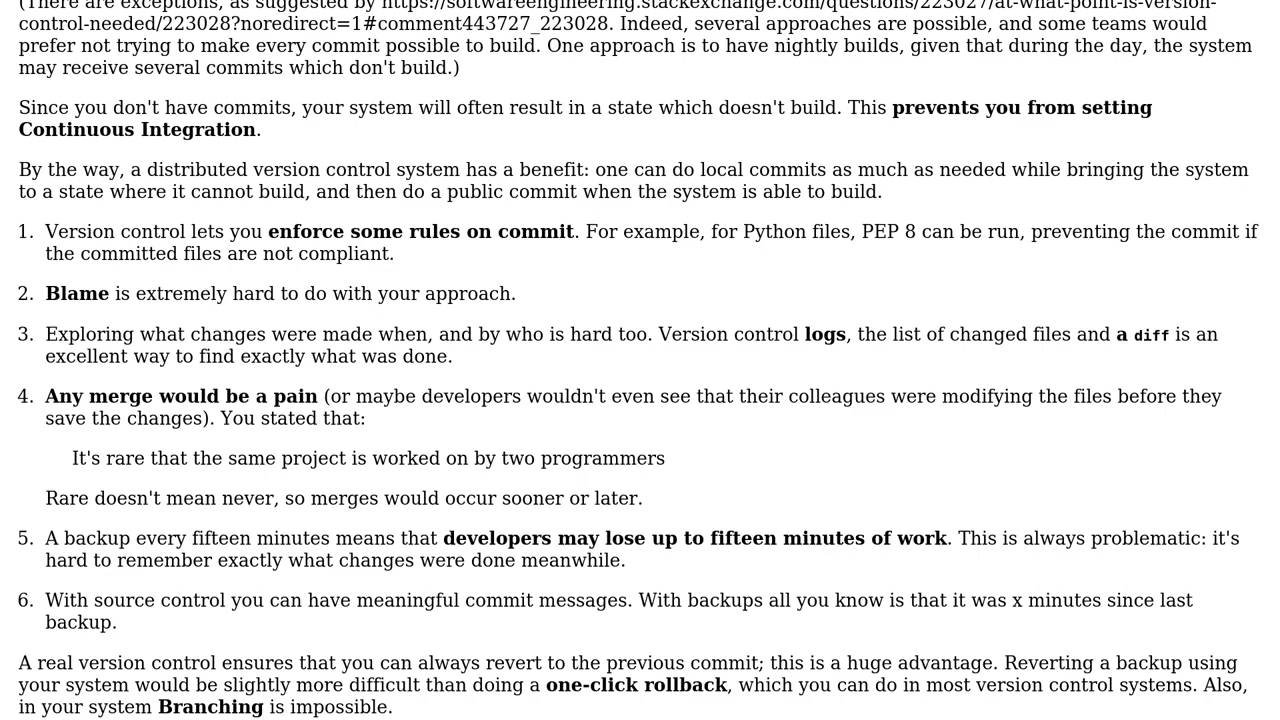 (There are exceptions, as suggested by https://softwareengineering.stackexchange.com/questions/223027/at-what-point-is-version-
control-needed/223028?noredirect=1#comment443727_223028. Indeed, several approaches are possible, and some teams would
prefer not trying to make every commit possible to build. One approach is to have nightly builds, given that during the day, the system
may receive several commits which don't build.)
Since you don't have commits, your system will often result in a state which doesn't build. This prevents you from setting
Continuous Integration.
By the way, a distributed version control system has a benefit: one can do local commits as much as needed while bringing the system
to a state where it cannot build, and then do a public commit when the system is able to build.
1. Version control lets you enforce some rules on commit. For example, for Python files, PEP 8 can be run, preventing the commit if
the committed files are not compliant.
2. Blame is extremely hard to do with your approach.
3. Exploring what changes were made when, and by who is hard too. Version control logs, the list of changed files and a diff is an
excellent way to find exactly what was done.
4. Any merge would be a pain (or maybe developers wouldn't even see that their colleagues were modifying the files before they
save the changes). You stated that:
It's rare that the same project is worked on by two programmers
Rare doesn't mean never, so merges would occur sooner or later.
5. A backup every fifteen minutes means that developers may lose up to fifteen minutes of work. This is always problematic: it's
hard to remember exactly what changes were done meanwhile.
6. With source control you can have meaningful commit messages. With backups all you know is that it was x minutes since last
backup.
A real version control ensures that you can always revert to the previous commit; this is a huge advantage. Reverting a backup using
your system would be slightly more difficult than doing a one-click rollback, which you can do in most version control systems. Also,
in your system Branching is impossible.